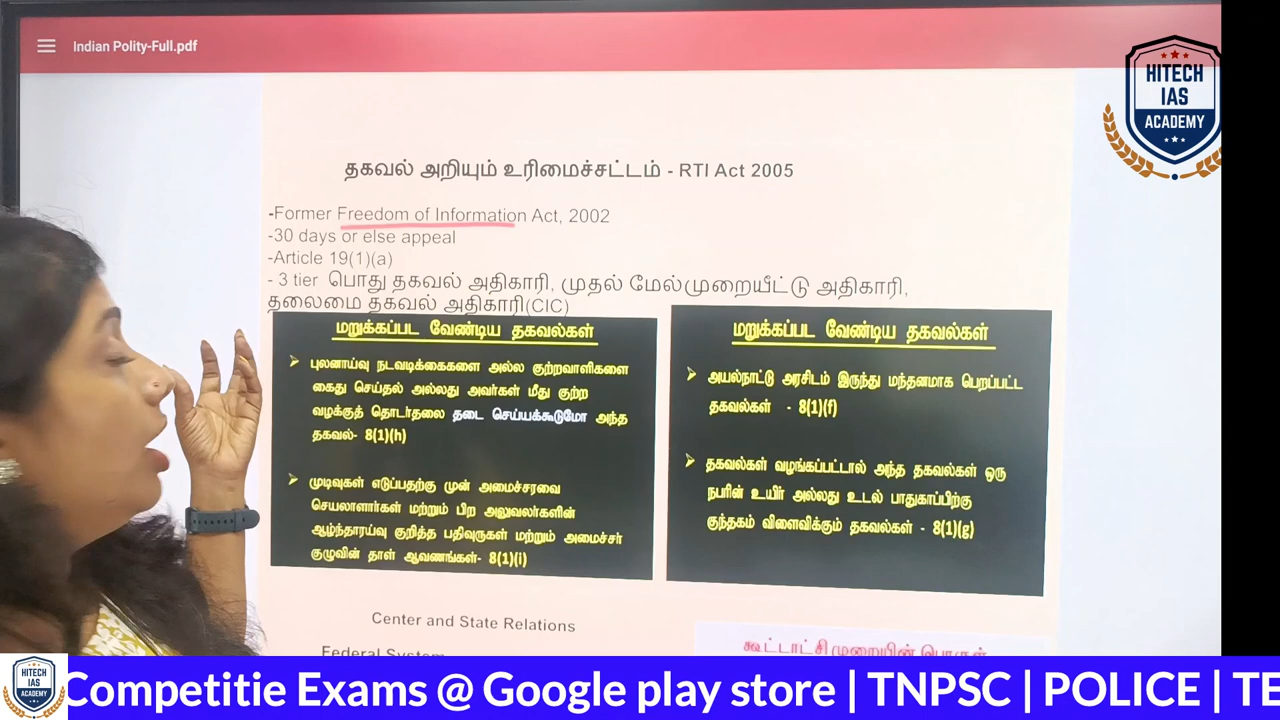 Indian Polity-Full.pdf
HITECH
IAS
ACADEMY
தகவல் அறியும் உரிமைச்சட்டம் - RTI Act 2005
-Former Freedom of Information Act, 2002
-30 days or else appeal
-Article 19(1)(a)
- 3 tier பொது தகவல் அதிகாரி, முதல் மேல்முறையீட்டு அதிகாரி,
தலைமை தகவல் அதிகாரி(CIC)
மறுக்கப்பட வேண்டிய தகவல்கள்
புலனாய்வு நடவடிக்கைகளை அல்ல குற்றவாளிகளை
கைது செய்தல் அல்லது அவர்கள் மீது குற்ற
வழக்குத் தொடர்தலை தடை செய்யக்கூடுமோ அந்த
தகவல்- 8(1)(h)
முடிவுகள் எடுப்பதற்கு முன் அமைச்சரவை
செயலாளார்கள் மற்றும் பிற அலுவலர்களின்
ஆழ்ந்தாராய்வு குறித்த பதிவுருகள் மற்றும் அமைச்சர்
குழுவின் தாள் ஆவணங்கள்- 8(1)(i)
மறுக்கப்பட வேண்டிய தகவல்கள்
அயல்நாட்டு அரசிடம் இருந்து மந்தனமாக பெறப்பட்ட
தகவல்கள் - 8(1)(f)
தகவல்கள் வழங்கப்பட்டால் அந்த தகவல்கள் ஒரு
நபரின் உயிர் அல்லது உடல் பாதுகாப்பிற்கு
குந்தகம் விளைவிக்கும் தகவல்கள் - 8(1)(g)
Center and State Relations
Federal System
கூட்டாட்சி முறையின் பொருள்
HITECH
IAS
ACADEMY
Competitie Exams @ Google play store | TNPSC | POLICE | TE